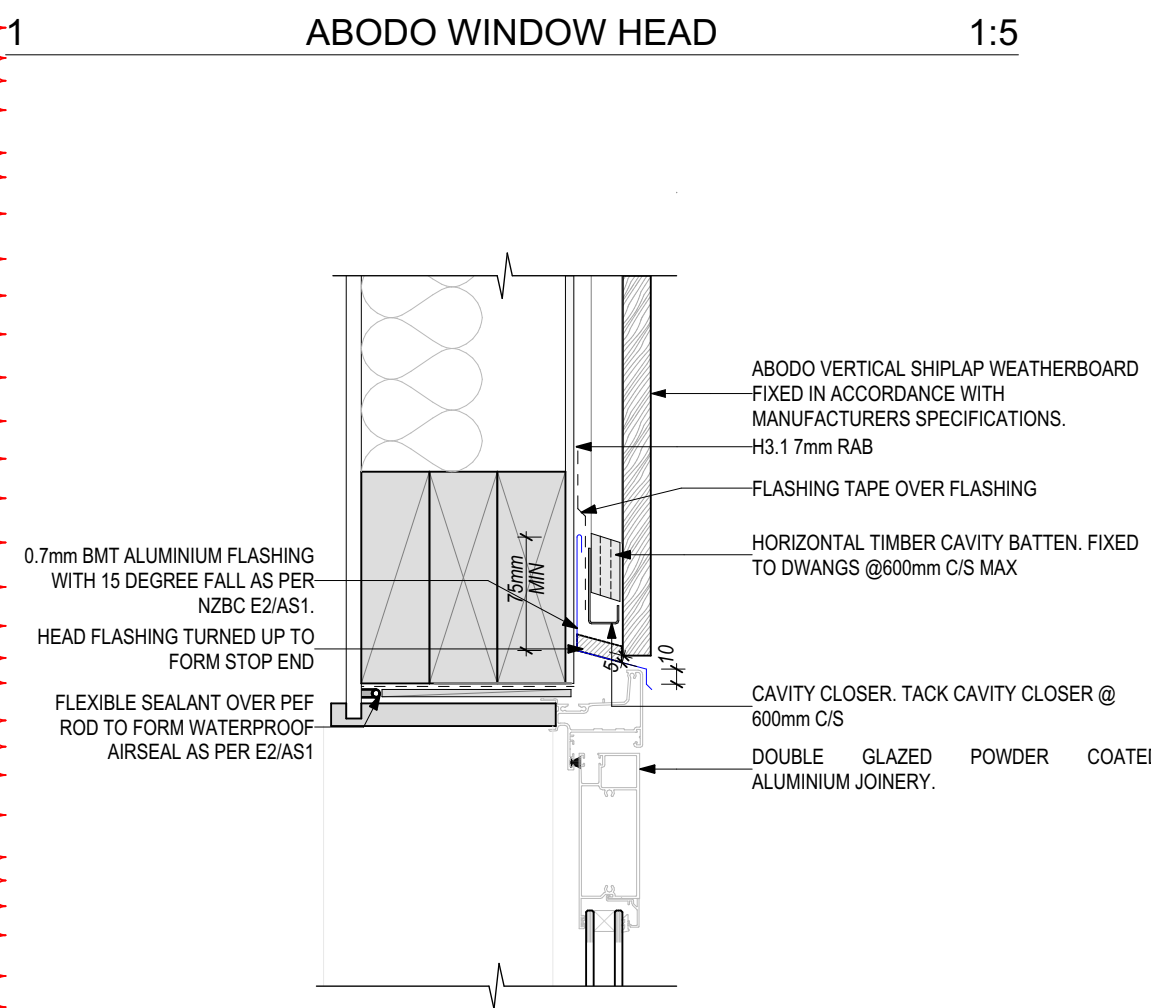 1 ABODO WINDOW HEAD 1:5
ABODO VERTICAL SHIPLAP WEATHERBOARD
FIXED IN ACCORDANCE WITH
MANUFACTURERS SPECIFICATIONS.
H3.1 7mm RAB
FLASHING TAPE OVER FLASHING
HORIZONTAL TIMBER CAVITY BATTEN. FIXED
TO DWANGS @600mm C/S MAX
0.7mm BMT ALUMINIUM FLASHING
WITH 15 DEGREE FALL AS PER
NZBC E2/AS1.
HEAD FLASHING TURNED UP TO
FORM STOP END
FLEXIBLE SEALANT OVER PEF
ROD TO FORM WATERPROOF
AIRSEAL AS PER E2/AS1
75mm
MIN
5
10
CAVITY CLOSER. TACK CAVITY CLOSER @
600mm C/S
DOUBLE GLAZED POWDER COATED
ALUMINIUM JOINERY.